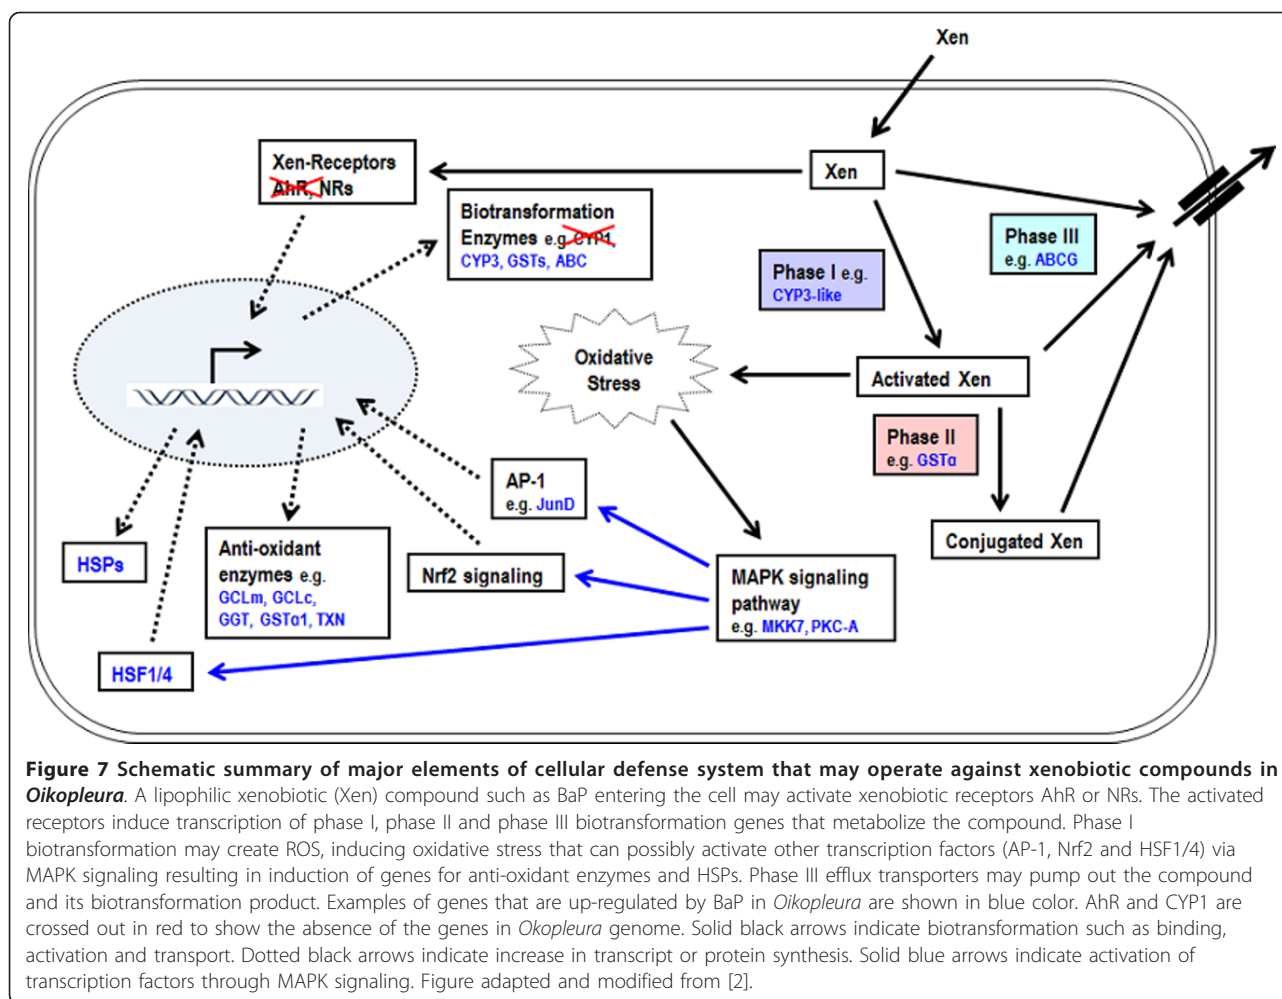 Xen
Xen-Receptors
AhR, NRs
Xen
Biotransformation
Enzymes e.g CYP1,
CYP3, GSTs, ABC
Phase III
e.g. ABCG
Phase I e.g.
CYP3-like
Oxidative
Stress
Activated Xen
Phase II
e.g. GSTα
AP-1
e.g. JunD
Conjugated Xen
HSPs
Anti-oxidant
enzymes e.g.
GCLm, GCLc,
GGT, GSTα1, TXN
Nrf2 signaling
MAPK signaling
pathway
e.g. MKK7, PKC-A
HSF1/4
Figure 7 Schematic summary of major elements of cellular defense system that may operate against xenobiotic compounds in
Oikopleura. A lipophilic xenobiotic (Xen) compound such as BaP entering the cell may activate xenobiotic receptors AhR or NRs. The activated
receptors induce transcription of phase I, phase II and phase III biotransformation genes that metabolize the compound. Phase I
biotransformation may create ROS, inducing oxidative stress that can possibly activate other transcription factors (AP-1, Nrf2 and HSF1/4) via
MAPK signaling resulting in induction of genes for anti-oxidant enzymes and HSPs. Phase III efflux transporters may pump out the compound
and its biotransformation product. Examples of genes that are up-regulated by BaP in Oikopleura are shown in blue color. AhR and CYP1 are
crossed out in red to show the absence of the genes in Okopleura genome. Solid black arrows indicate biotransformation such as binding,
activation and transport. Dotted black arrows indicate increase in transcript or protein synthesis. Solid blue arrows indicate activation of
transcription factors through MAPK signaling. Figure adapted and modified from [2].